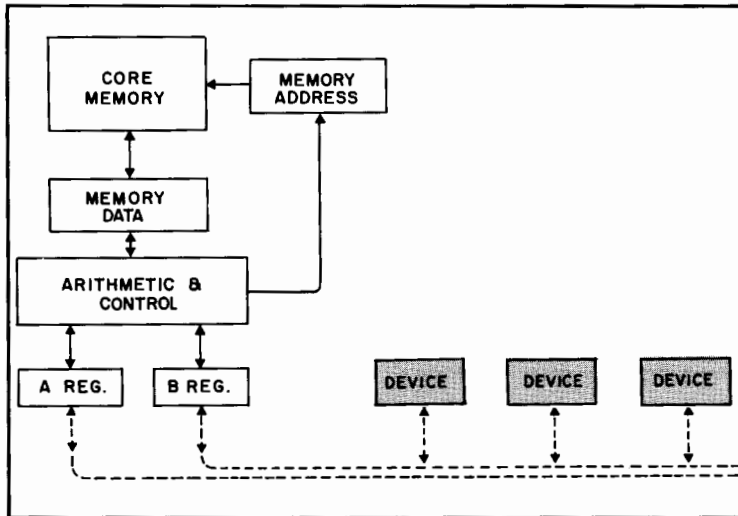 CORE
MEMORY
MEMORY
ADDRESS
MEMORY
DATA
ARITHMETIC &
CONTROL
A REG.
B REG.
DEVICE
DEVICE
DEVICE